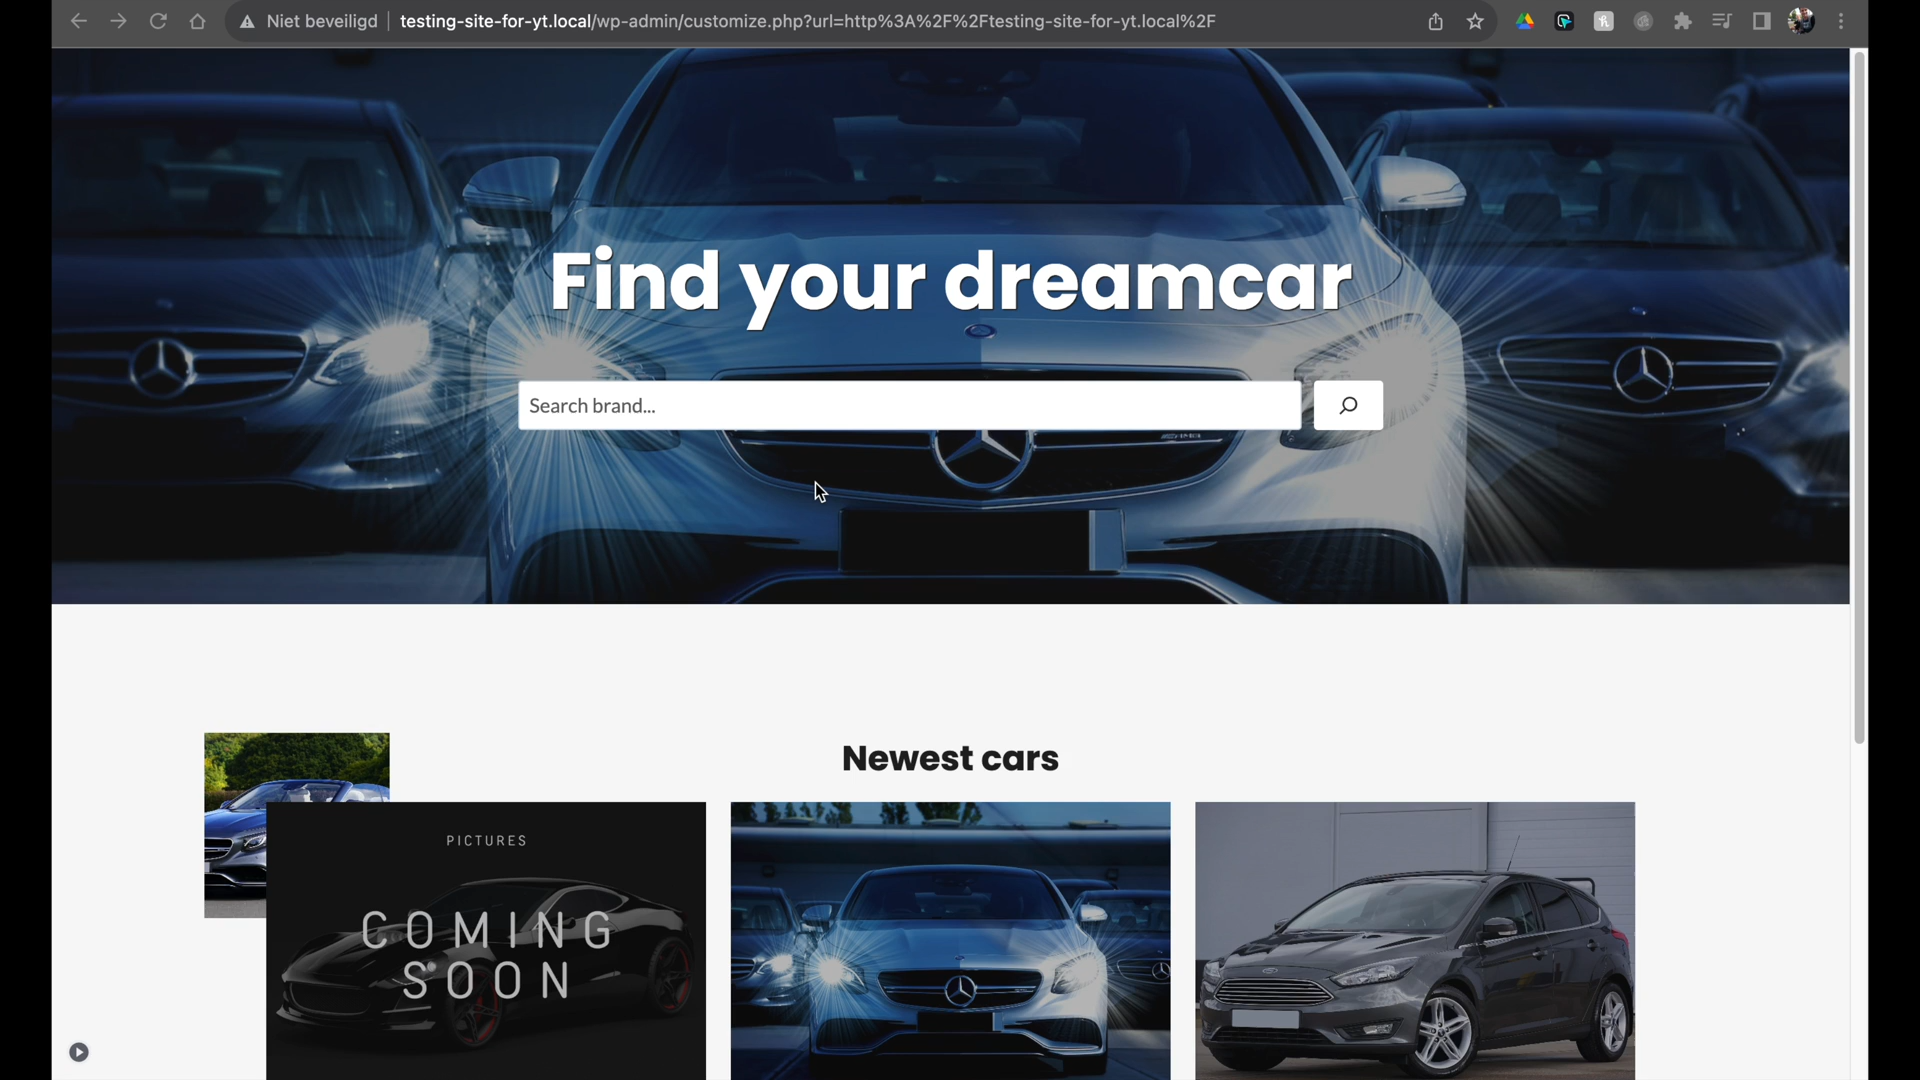 Niet beveiligd testing-site-for-yt.local/wp-admin/customize.php?url=http%3A%2F%2Ftesting-site-for-yt.local%2F
Find your dreamcar
Search brand...
Newest cars
PICTURES
COMING
SOON